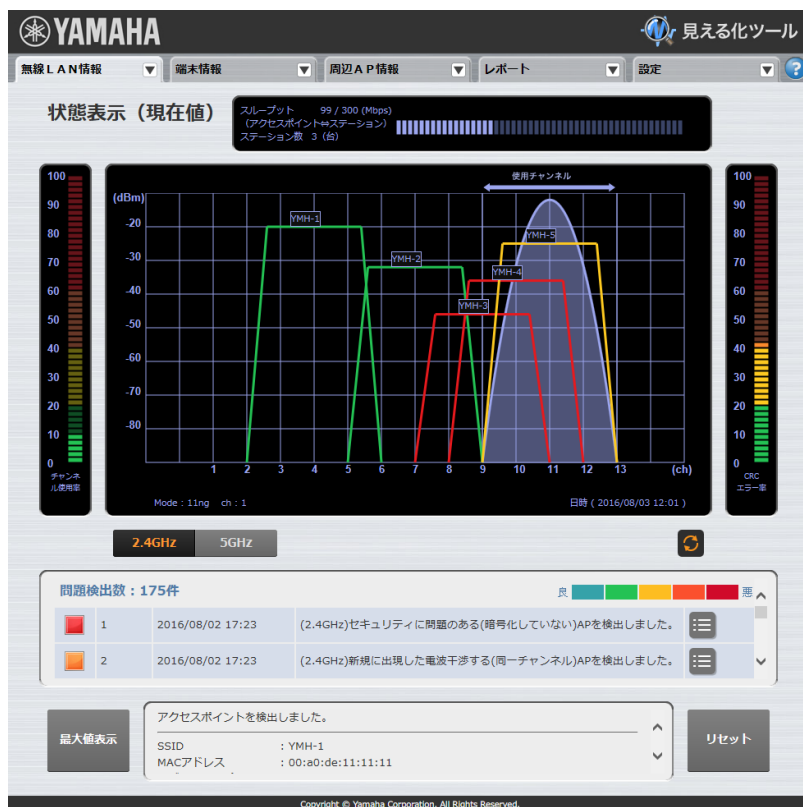 YAMAHA
見える化ツール
無線LAN情報
端末情報
周辺AP情報
レポート
設定
?
状態表示（現在値）
スループット 99 / 300 (Mbps)
(アクセスポイント⇔ステーション)
ステーション数 3 (台)
使用チャンネル
(dBm)
-20
-30
-40
-50
-60
-70
-80
YMH-1
YMH-2
YMH-3
YMH-4
YMH-5
1 2 3 4 5 6 7 8 9 10 11 12 13 (ch)
Mode : 11ng ch : 1
日時 ( 2016/08/03 12:01 )
100
90
80
70
60
50
40
30
20
10
0
チャンネ
ル使用率
100
90
80
70
60
50
40
30
20
10
0
CRC
エラー率
2.4GHz
5GHz
問題検出数：175件
良
悪
1 2016/08/02 17:23 (2.4GHz)セキュリティに問題のある(暗号化していない)APを検出しました。
2 2016/08/02 17:23 (2.4GHz)新規に出現した電波干渉する(同一チャンネル)APを検出しました。
最大値表示
アクセスポイントを検出しました。
SSID : YMH-1
MACアドレス : 00:a0:de:11:11:11
リセット
Copyright © Yamaha Corporation. All Rights Reserved.